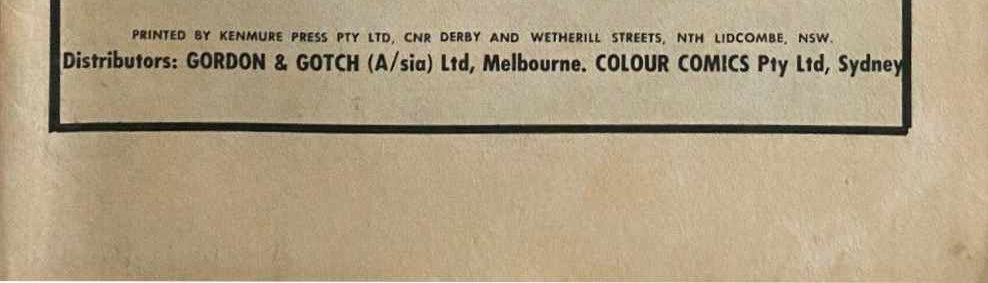 PRINTED BY KENMURE PRESS PTY LTD, CNR DERBY AND WETHERILL STREETS, NTH LIDCOMBE, NSW.
Distributors: GORDON & GOTCH (A/sia) Ltd, Melbourne. COLOUR COMICS Pty Ltd, Sydney